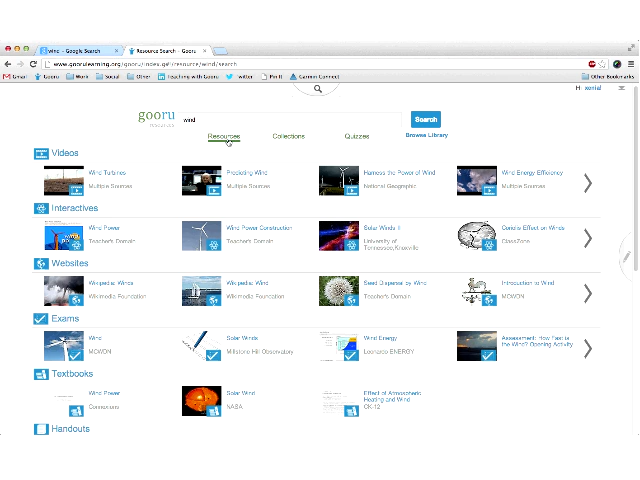 wind - Google Search
Resource Search - Gooru
www.goorulearning.org/gooru/index.g#!/resource/wind/search
Gmail Gooru Work Social Other Teaching with Gooru twitter Pin It Garmin Connect Other Bookmarks
gooru
resources
wind
Search
Resources Collections Quizzes Browse Library
Videos
Wind Turbines
Multiple Sources
Predicating Wind
Multiple Sources
Harness the Power of Wind
National Geographic
Wind Energy Efficiency
Multiple Sources
Interactives
Wind Power
Teacher's Domain
Wind Power Construction
Teacher's Domain
Solar Winds II
University of
Tennessee,Knoxville
Coriolis Effect on Winds
ClassZone
Websites
Wikipedia: Winds
Wikimedia Foundation
Wikipedia: Wind
Wikimedia Foundation
Seed Dispersal by Wind
Teacher's Domain
Introduction to Wind
MCWDN
Exams
Wind
MCWDN
Solar Winds
Millstone Hill Observatory
Wind Energy
Leonardo ENERGY
Assessment: How Fast is
the Wind? Opening Activity
Textbooks
Wind Power
Connexions
Solar Wind
NASA
Effect of Atmospheric
Heating and Wind
CK-12
Handouts